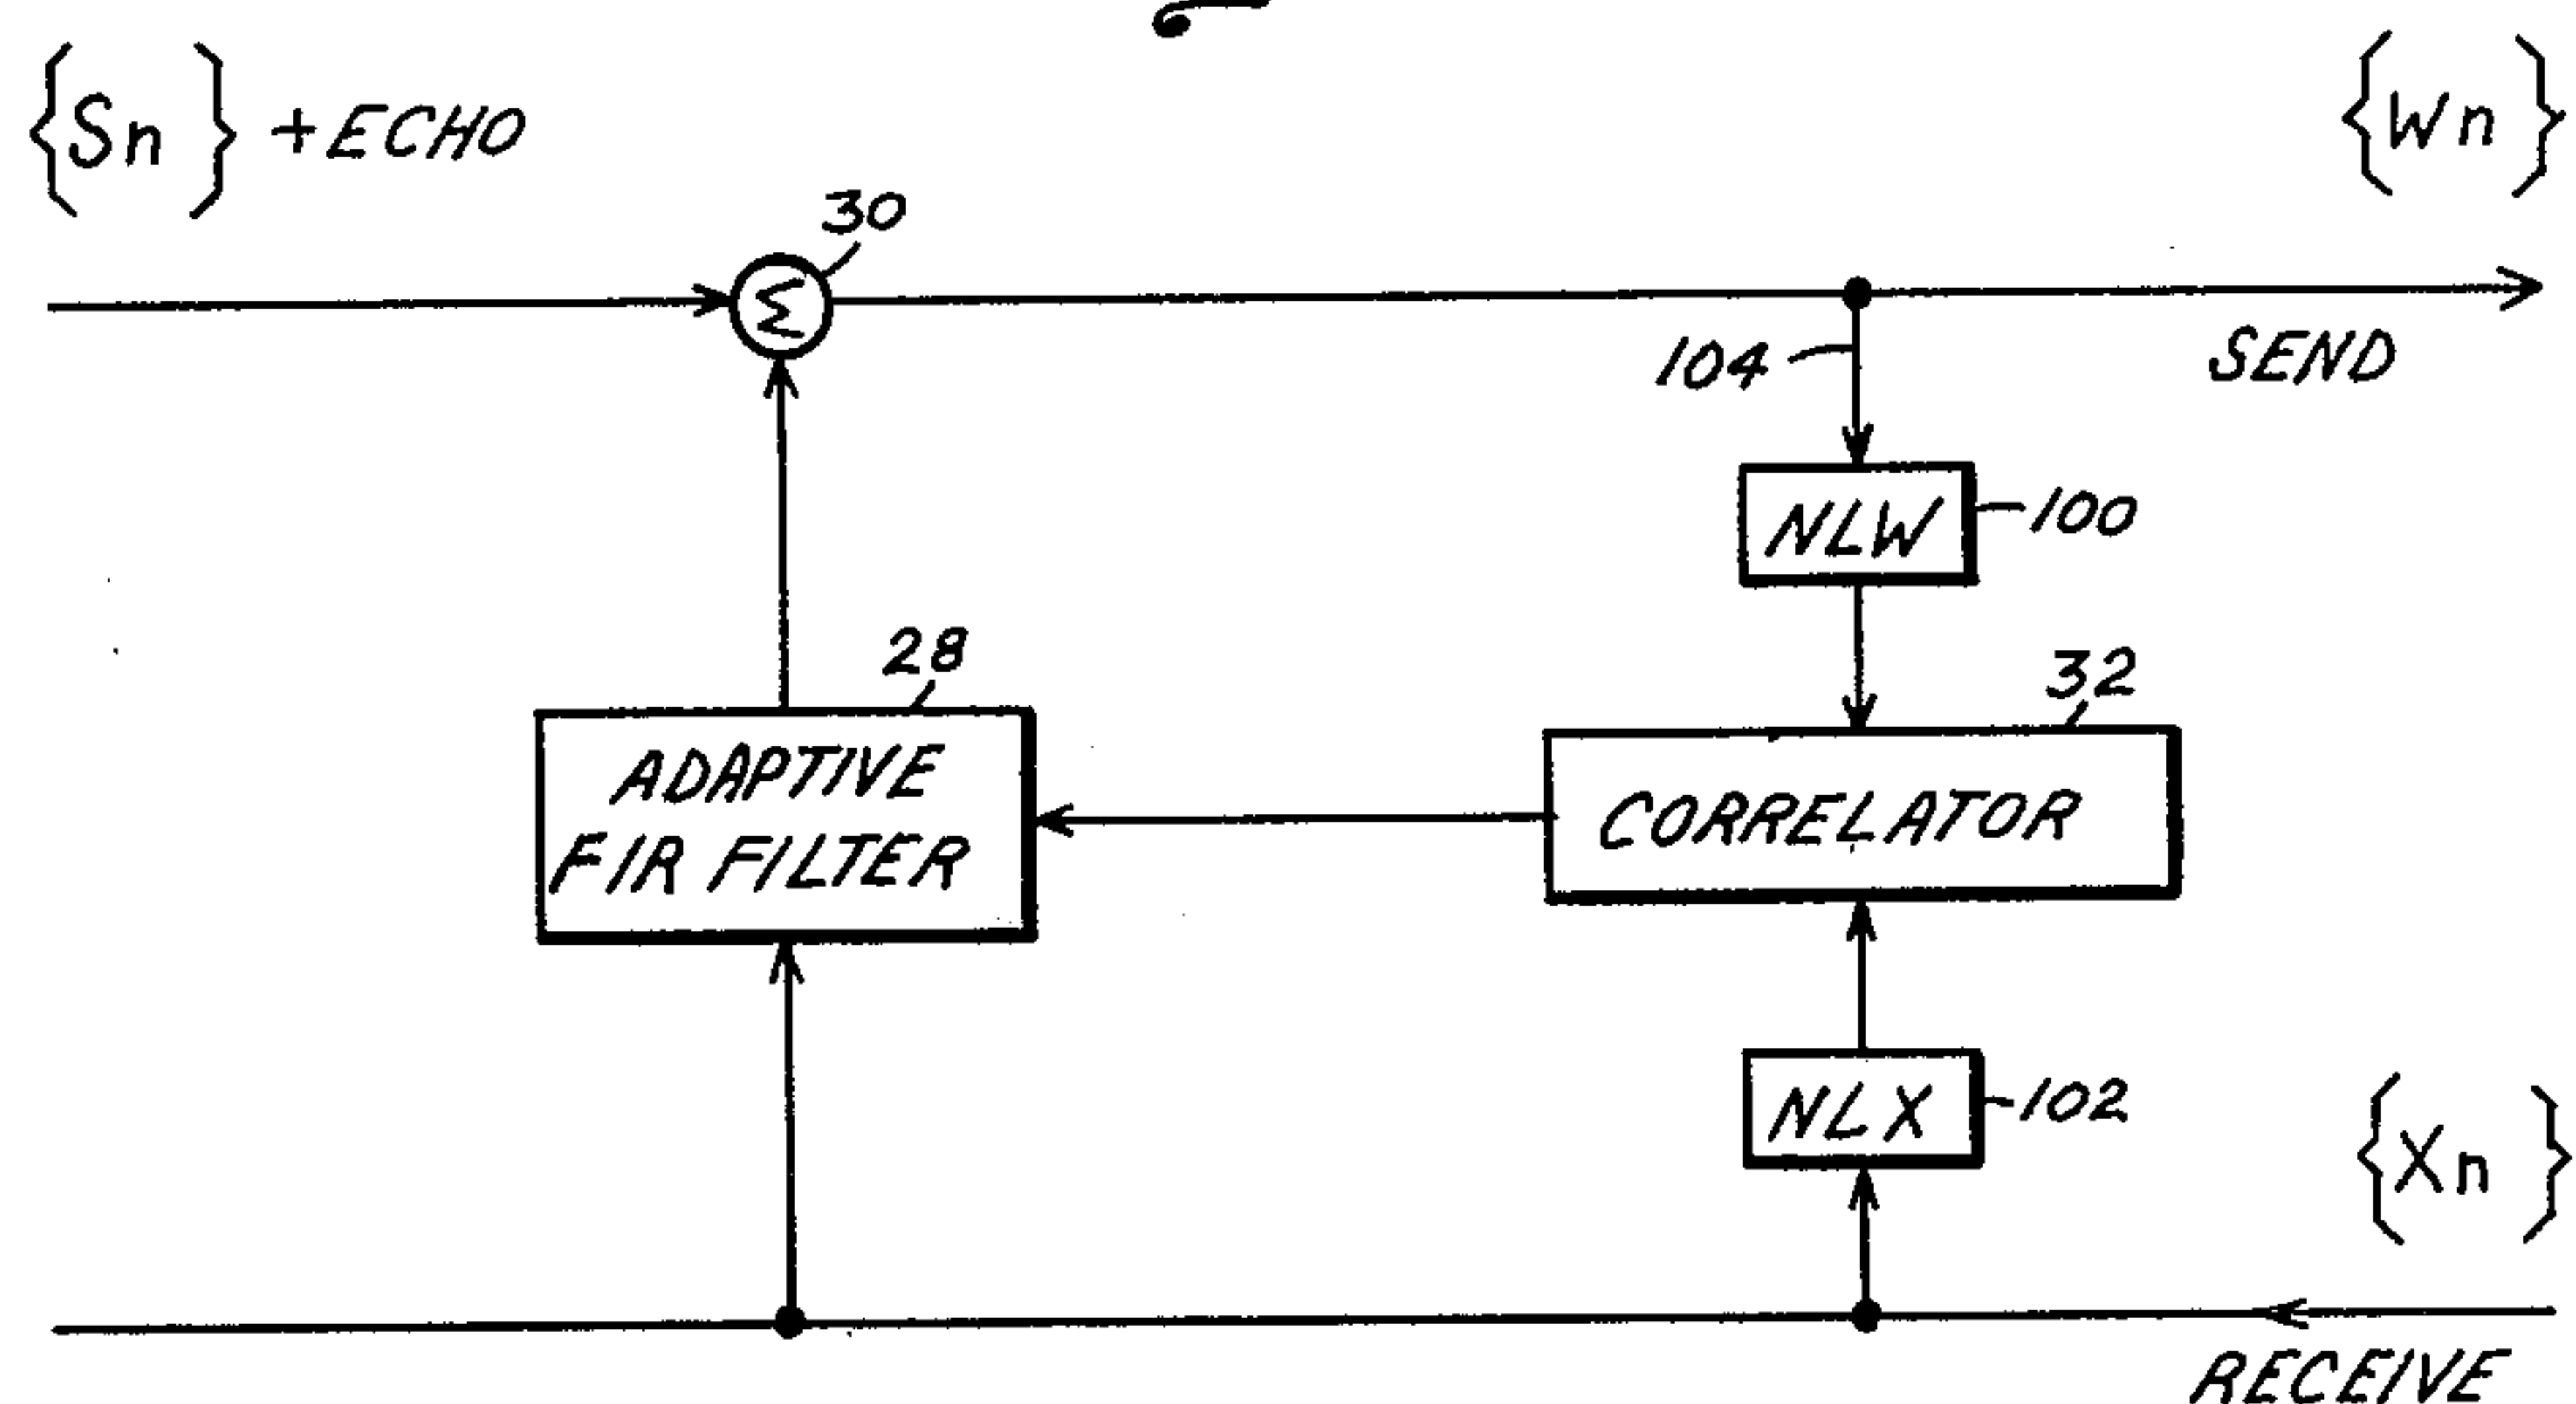 {Sn} + ECHO
{Wn}
30
Σ
104
SEND
NLW
100
28
32
ADAPTIVE
FIR FILTER
CORRELATOR
NLX
102
{Xn}
RECEIVE